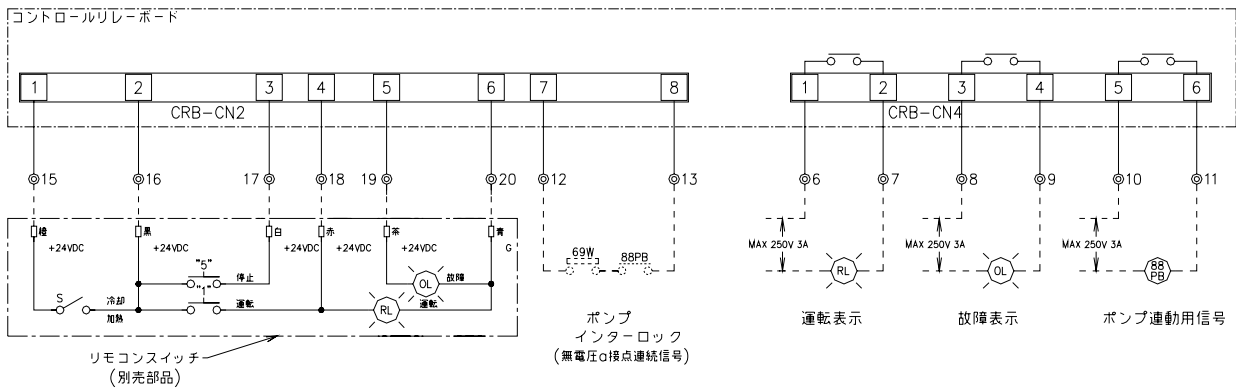 コントロールリレーボード
1 2 3 4 5 6 7 8
1 2 3 4 5 6
CRB-CN2
CRB-CN4
15 16 17 18 19 20 12 13
6 7 8 9 10 11
橙 黒 白 赤 茶 青
+24VDC +24VDC +24VDC +24VDC +24VDC G
"5" 停止
"1" 運転
S 冷却
加熱
OL 故障
RL 運転
69W 88PB
MAX 250V 3A
RL
MAX 250V 3A
OL
MAX 250V 3A
88
PB
ポンプ
インターロック
(無電圧a接点連続信号)
運転表示
故障表示
ポンプ連動用信号
リモコンスイッチ
(別売部品)